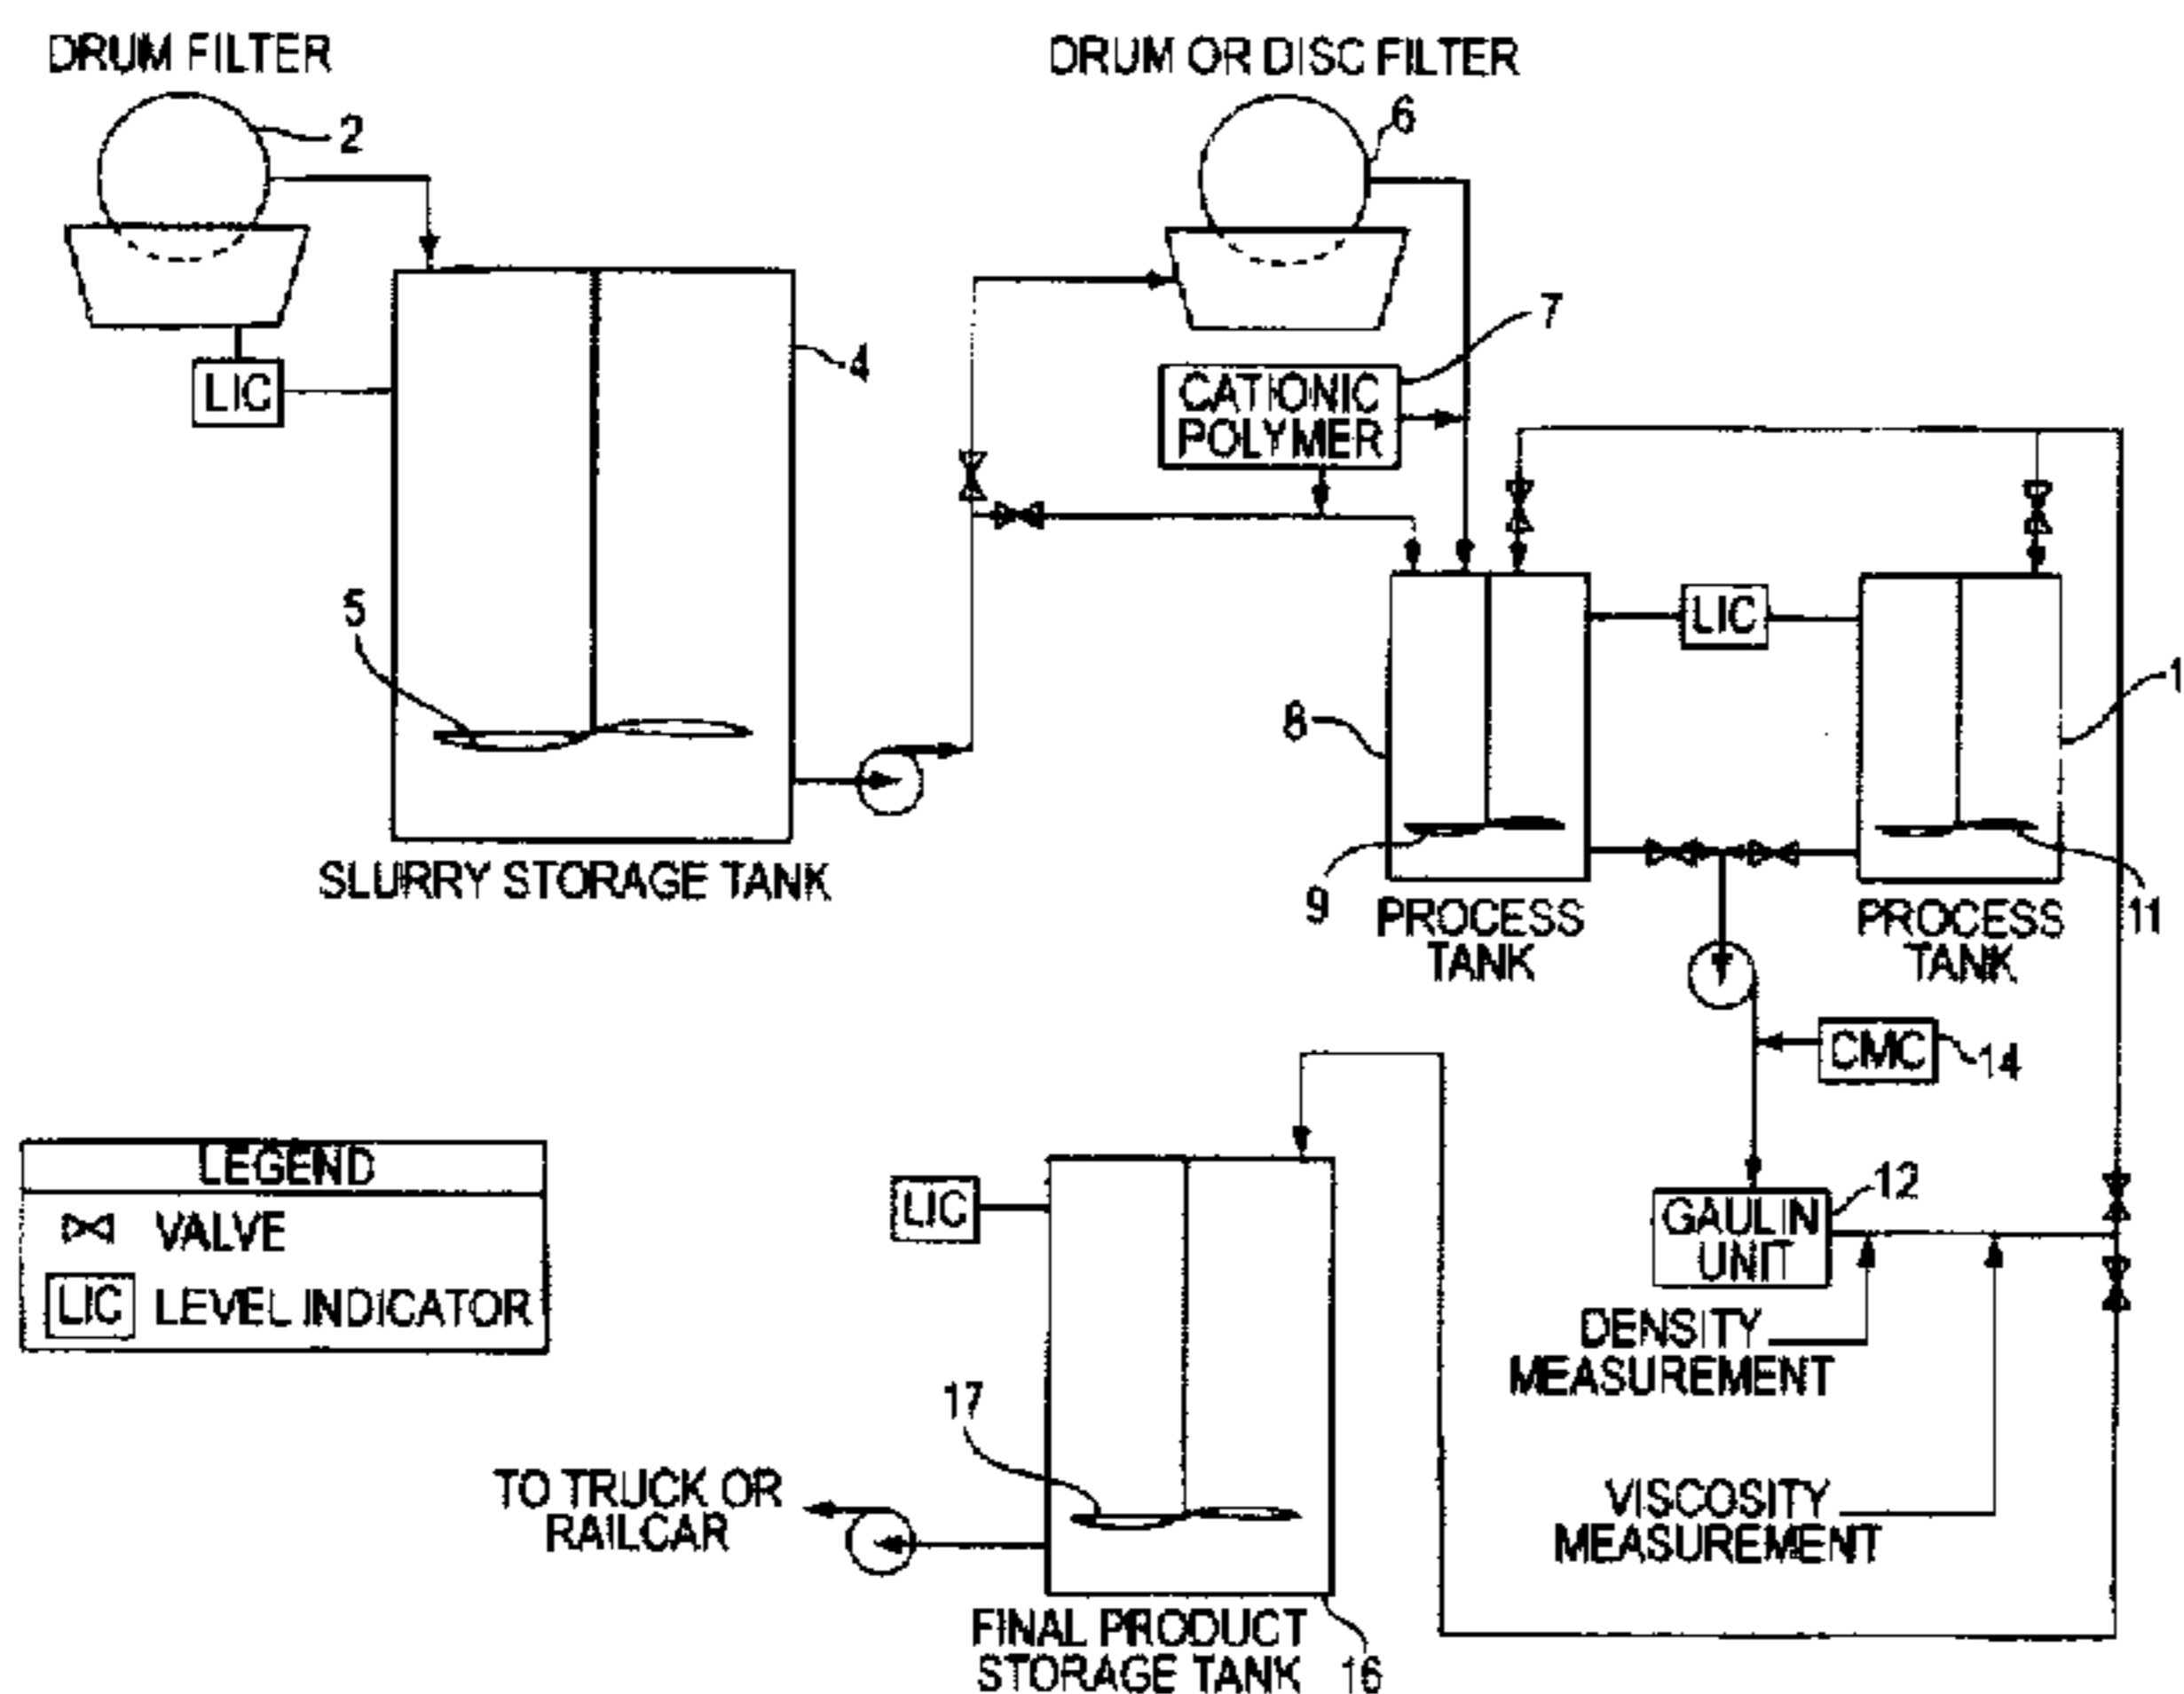 DRUM FILTER
2
DRUM OR DISC FILTER
6
LIC
4
7
CATIONIC
POLYMER
5
LIC
8
1
9
11
SLURRY STORAGE TANK
PROCESS
TANK
PROCESS
TANK
CMC
14
LEGEND
VALVE
LIC LEVEL INDICATOR
LIC
GAULIN
UNIT
12
DENSITY
MEASUREMENT
17
TO TRUCK OR
RAILCAR
VISCOSITY
MEASUREMENT
FINAL PRODUCT
STORAGE TANK
16